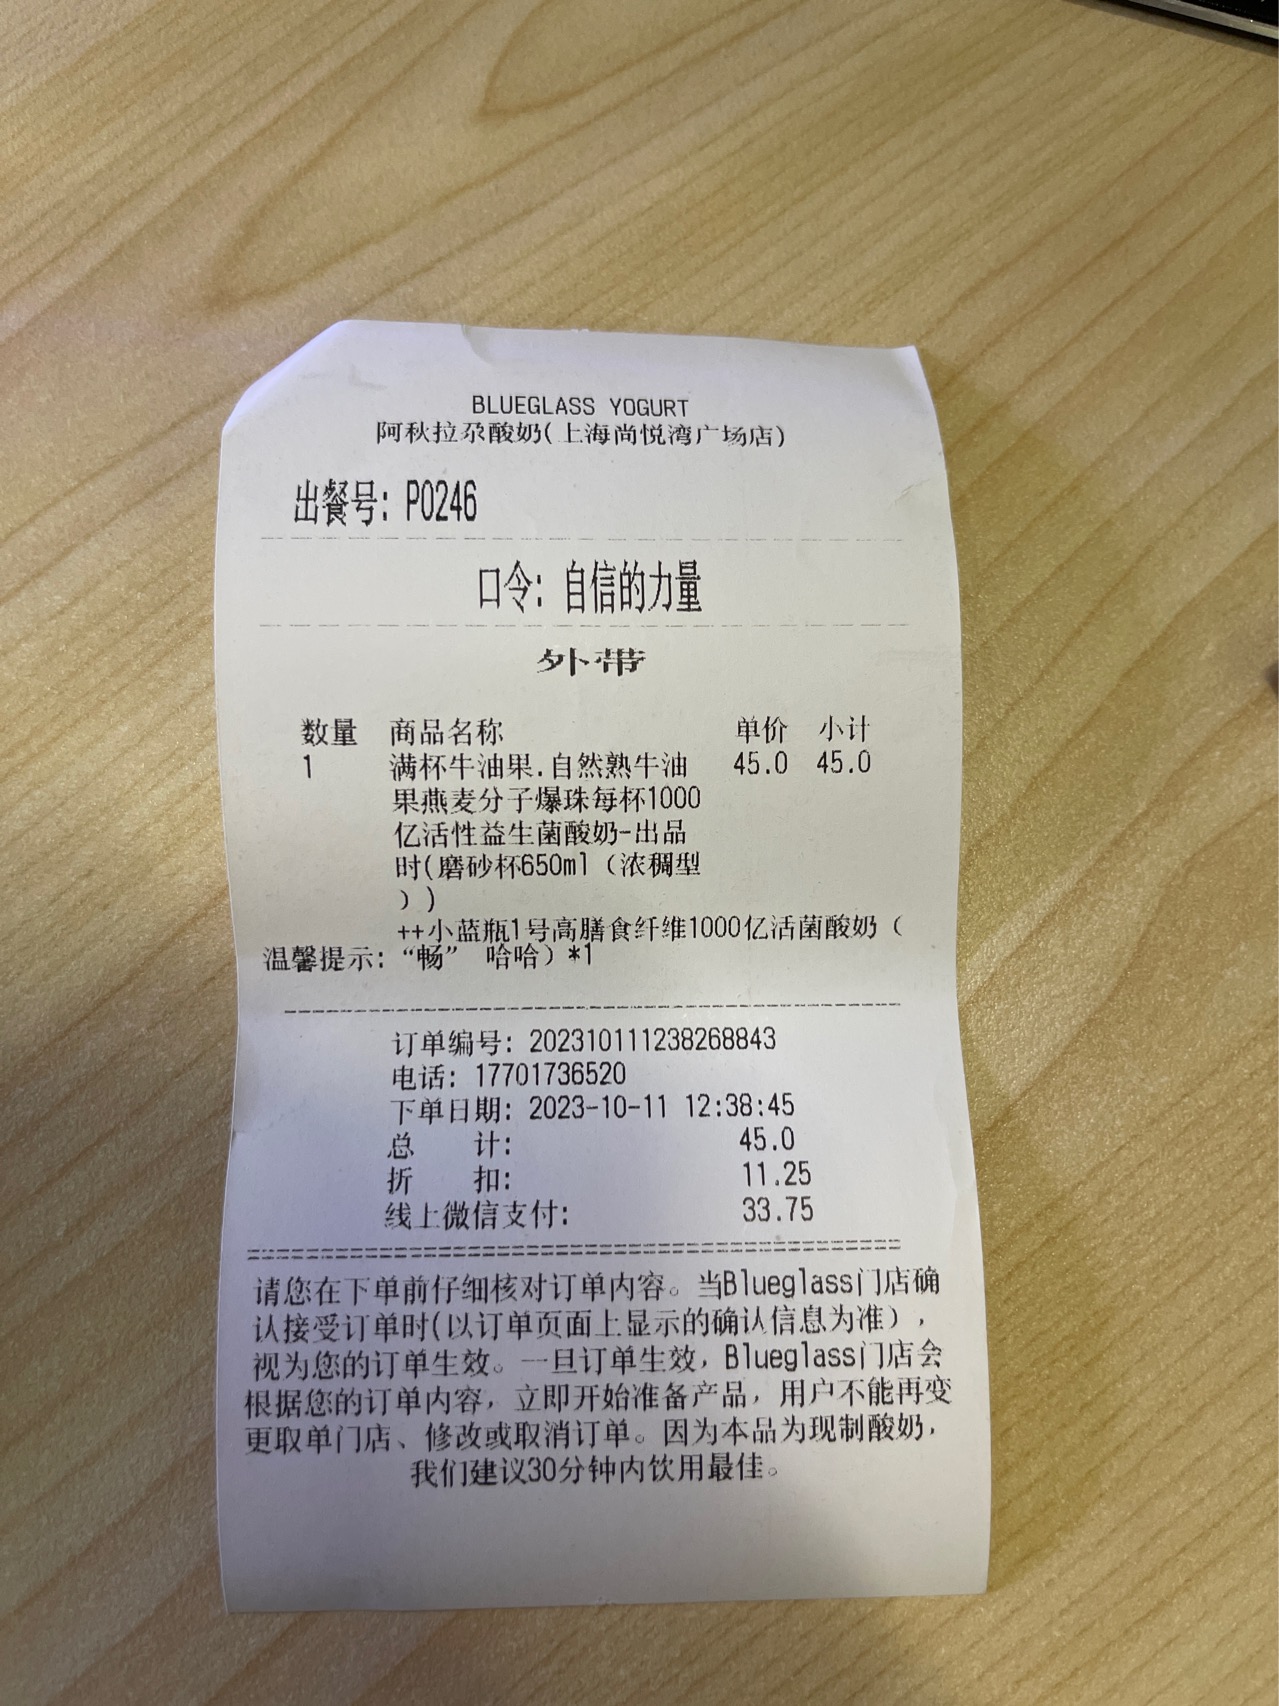 BLUEGLASS YOGURT
阿秋拉尕酸奶(上海尚悦湾广场店)
出餐号: P0246
口令: 自信的力量
外带
数量 商品名称 单价 小计
1 满杯牛油果.自然熟牛油 45.0 45.0
果燕麦分子爆珠每杯1000
亿活性益生菌酸奶-出品
时(磨砂杯650ml（浓稠型
）)
++小蓝瓶1号高膳食纤维1000亿活菌酸奶（
温馨提示: “畅” 哈哈）*1
订单编号: 202310111238268843
电话: 17701736520
下单日期: 2023-10-11 12:38:45
总 计: 45.0
折 扣: 11.25
线上微信支付: 33.75
请您在下单前仔细核对订单内容。当Blueglass门店确
认接受订单时(以订单页面上显示的确认信息为准），
视为您的订单生效。一旦订单生效，Blueglass门店会
根据您的订单内容，立即开始准备产品，用户不能再变
更取单门店、修改或取消订单。因为本品为现制酸奶，
我们建议30分钟内饮用最佳。